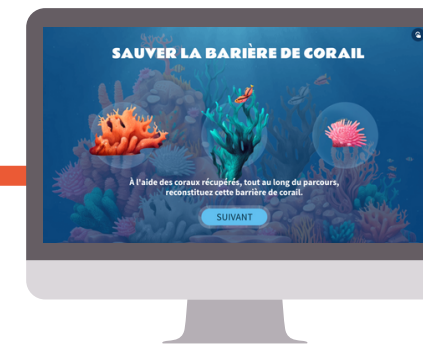 SAUVER LA BARIÈRE DE CORAIL
À l'aide des coraux récupérés, tout au long du parcours,
reconstituez cette barrière de corail.
SUIVANT